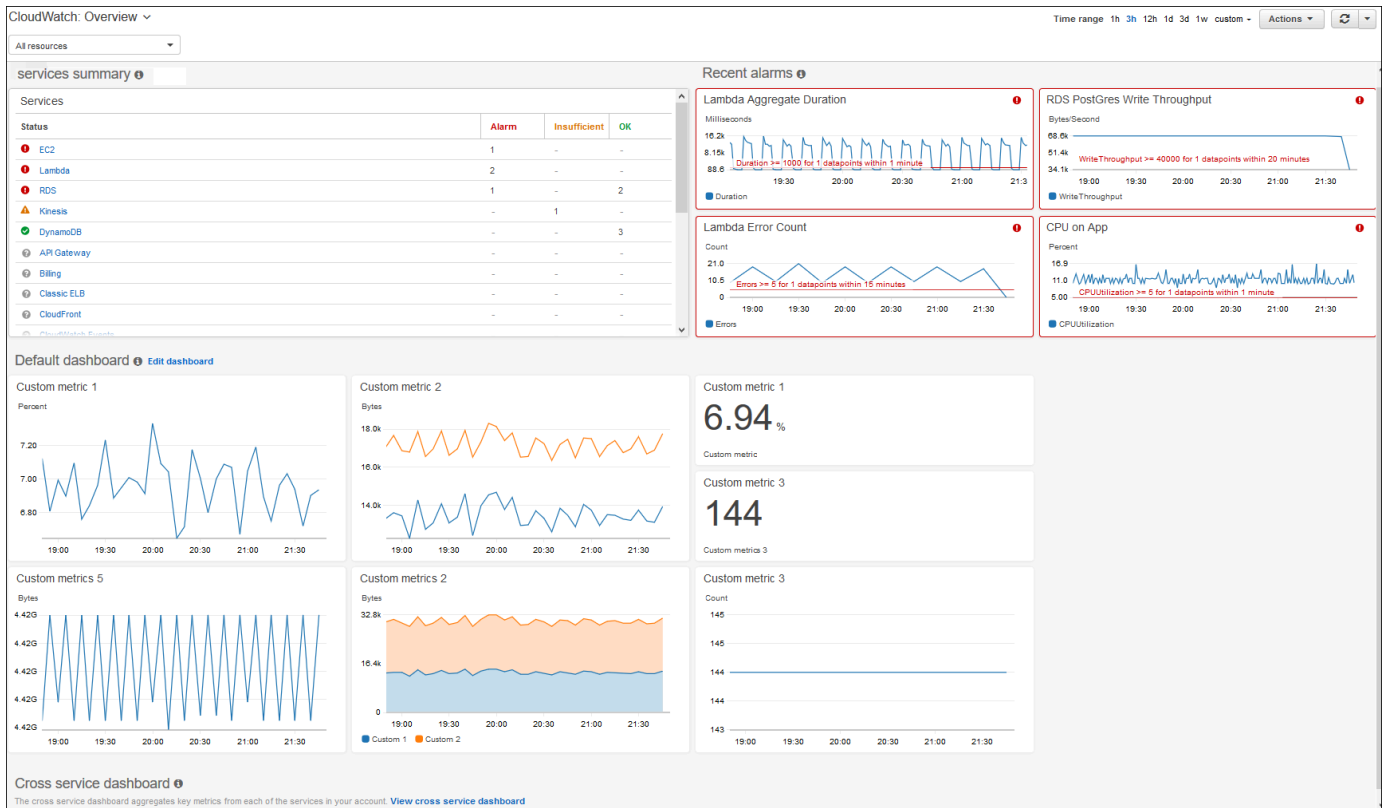 CloudWatch: Overview
Time range 1h 3h 12h 1d 3d 1w custom Actions
All resources
services summary
Services
Status Alarm Insufficient OK
EC2 1 - -
Lambda 2 - -
RDS 1 - 2
Kinesis - 1 -
DynamoDB - - 3
API Gateway - - -
Billing - - -
Classic ELB - - -
CloudFront - - -
CloudWatch Events
Recent alarms
Lambda Aggregate Duration
Milliseconds
16.2k
8.15k
Duration >= 1000 for 1 datapoints within 1 minute
88.6
19:30 20:00 20:30 21:00 21:3
Duration
RDS PostGres Write Throughput
Bytes/Second
68.6k
51.4k
WriteThroughput >= 40000 for 1 datapoints within 20 minutes
34.1k
19:00 19:30 20:00 20:30 21:00 21:30
WriteThroughput
Lambda Error Count
Count
21.0
10.5
Errors >= 5 for 1 datapoints within 15 minutes
0
19:00 19:30 20:00 20:30 21:00 21:30
Errors
CPU on App
Percent
16.9
11.0
CPUUtilization >= 5 for 1 datapoints within 1 minute
5.00
19:00 19:30 20:00 20:30 21:00 21:30
CPUUtilization
Default dashboard Edit dashboard
Custom metric 1
Percent
7.20
7.00
6.80
19:00 19:30 20:00 20:30 21:00 21:30
Custom metric 2
Bytes
18.0k
16.0k
14.0k
19:00 19:30 20:00 20:30 21:00 21:30
Custom metric 1
6.94 %
Custom metric
Custom metric 3
144
Custom metrics 3
Custom metrics 5
Bytes
4.42G
4.42G
4.42G
4.42G
4.42G
19:00 19:30 20:00 20:30 21:00 21:30
Custom metrics 2
Bytes
32.8k
16.4k
0
19:00 19:30 20:00 20:30 21:00 21:30
Custom 1 Custom 2
Custom metric 3
Count
145
145
144
144
143
19:00 19:30 20:00 20:30 21:00 21:30
Cross service dashboard
The cross service dashboard aggregates key metrics from each of the services in your account. View cross service dashboard